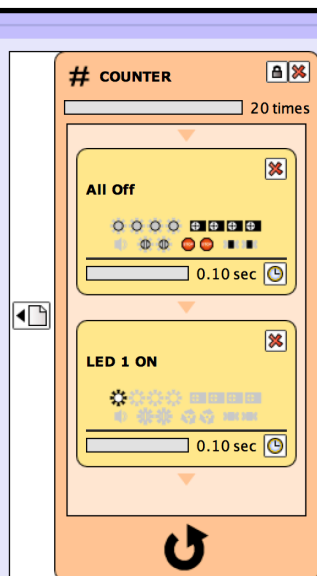 # COUNTER
20 times
All Off
0.10 sec
LED 1 ON
0.10 sec